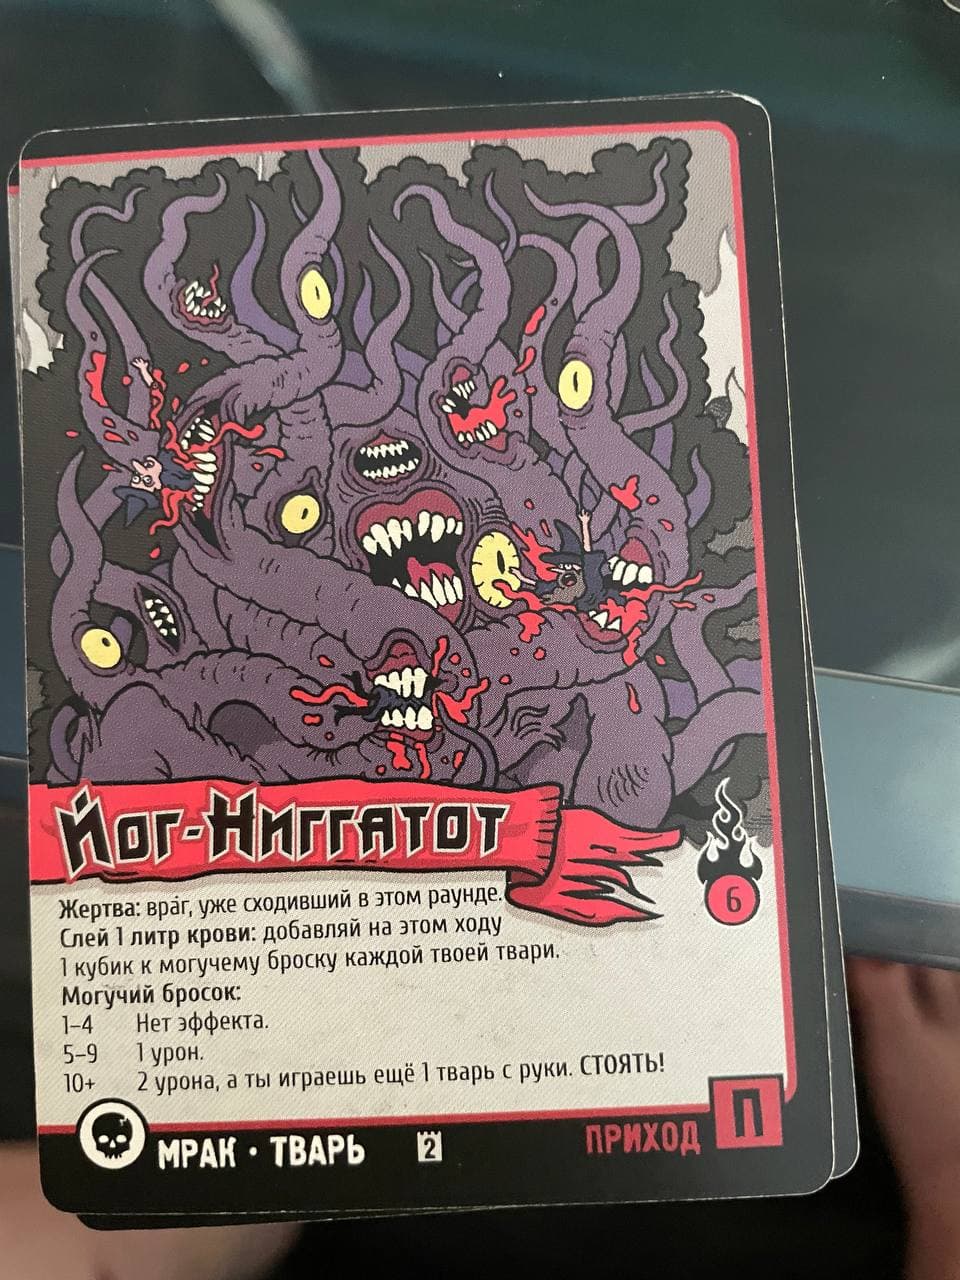 Йог-Ниггатот
6
Жертва: враг, уже сходивший в этом раунде.
Слей 1 литр крови: добавляй на этом ходу
1 кубик к могучему броску каждой твоей твари.
Могучий бросок:
1–4 Нет эффекта.
5–9 1 урон.
10+ 2 урона, а ты играешь ещё 1 тварь с руки. СТОЯТЬ!
МРАК · ТВАРЬ 2 ПРИХОД П